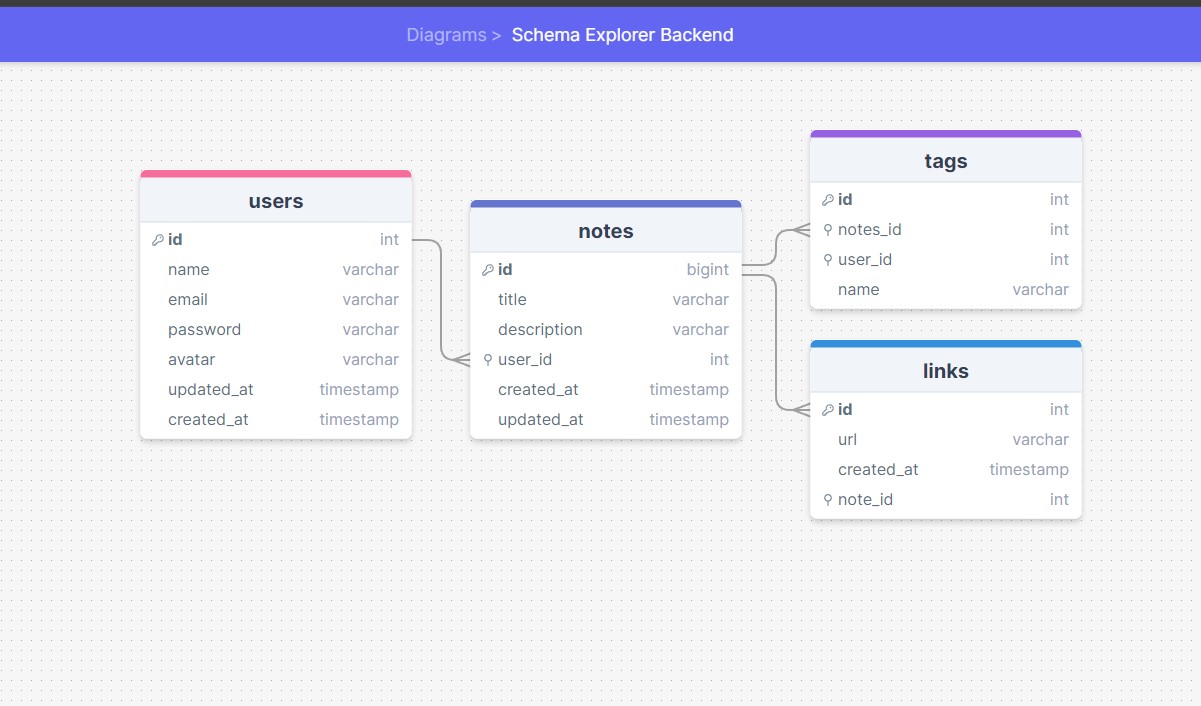 Diagrams > Schema Explorer Backend
users
id int
name varchar
email varchar
password varchar
avatar varchar
updated_at timestamp
created_at timestamp
notes
id bigint
title varchar
description varchar
user_id int
created_at timestamp
updated_at timestamp
tags
id int
notes_id int
user_id int
name varchar
links
id int
url varchar
created_at timestamp
note_id int